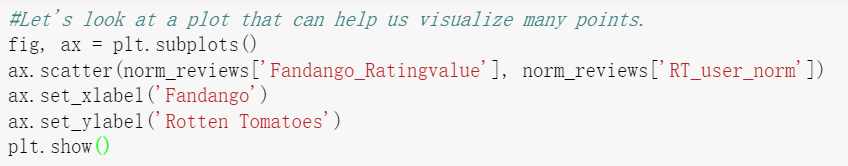 #Let's look at a plot that can help us visualize many points.
fig, ax = plt.subplots()
ax.scatter(norm_reviews['Fandango_Ratingvalue'], norm_reviews['RT_user_norm'])
ax.set_xlabel('Fandango')
ax.set_ylabel('Rotten Tomatoes')
plt.show()